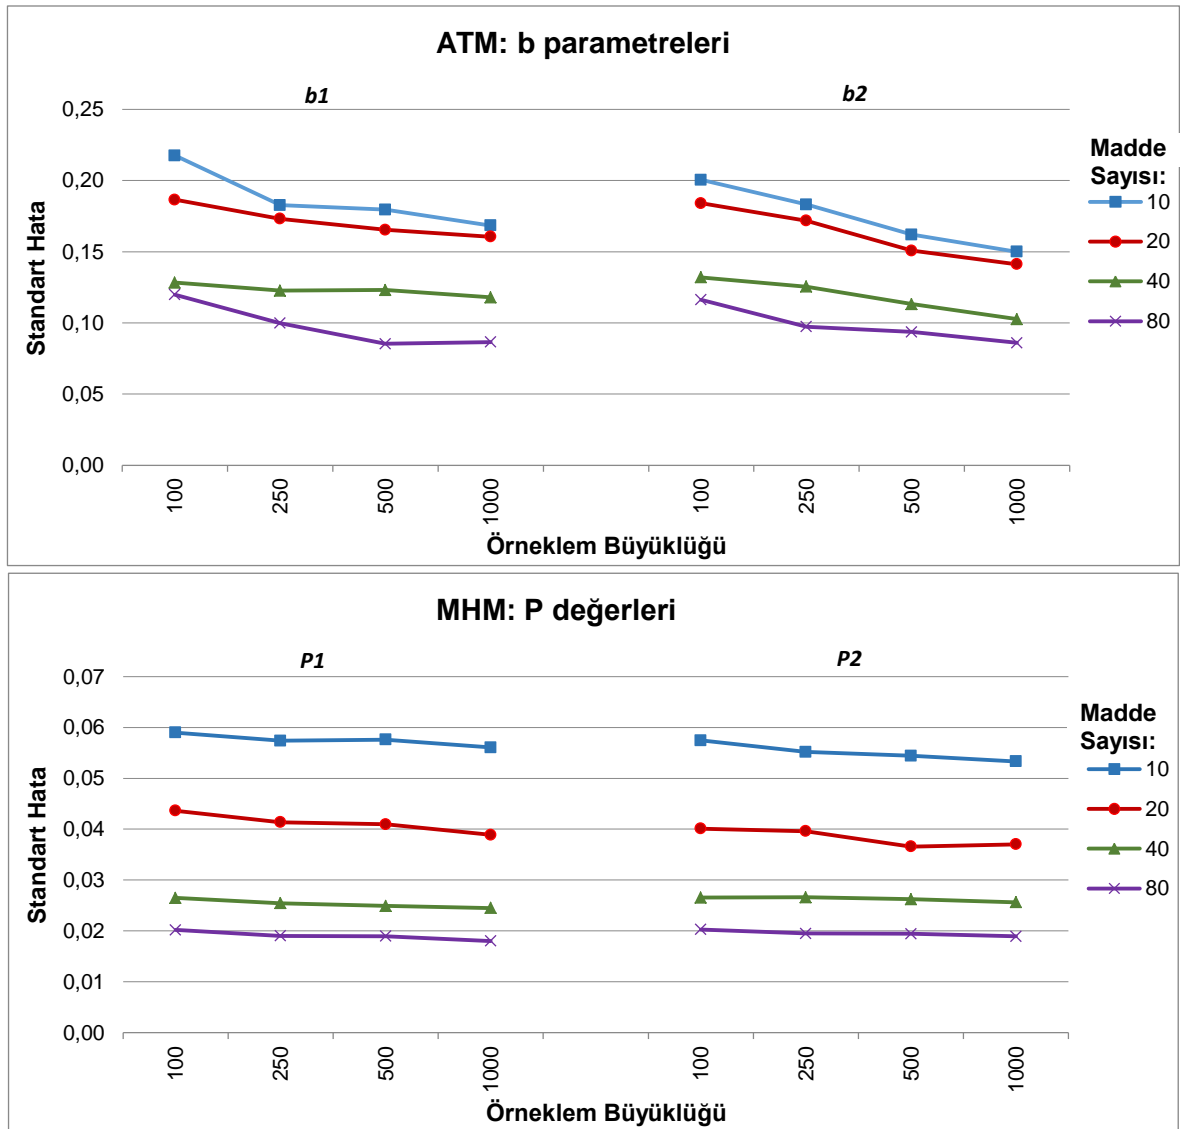 ATM: b parametreleri
b1
b2
0,25
0,20
0,15
0,10
0,05
0,00
Standart Hata
100
250
500
1000
100
250
500
1000
Örneklem Büyüklüğü
Madde
Sayısı:
10
20
40
80
MHM: P değerleri
P1
P2
0,07
0,06
0,05
0,04
0,03
0,02
0,01
0,00
Standart Hata
100
250
500
1000
100
250
500
1000
Örneklem Büyüklüğü
Madde
Sayısı:
10
20
40
80